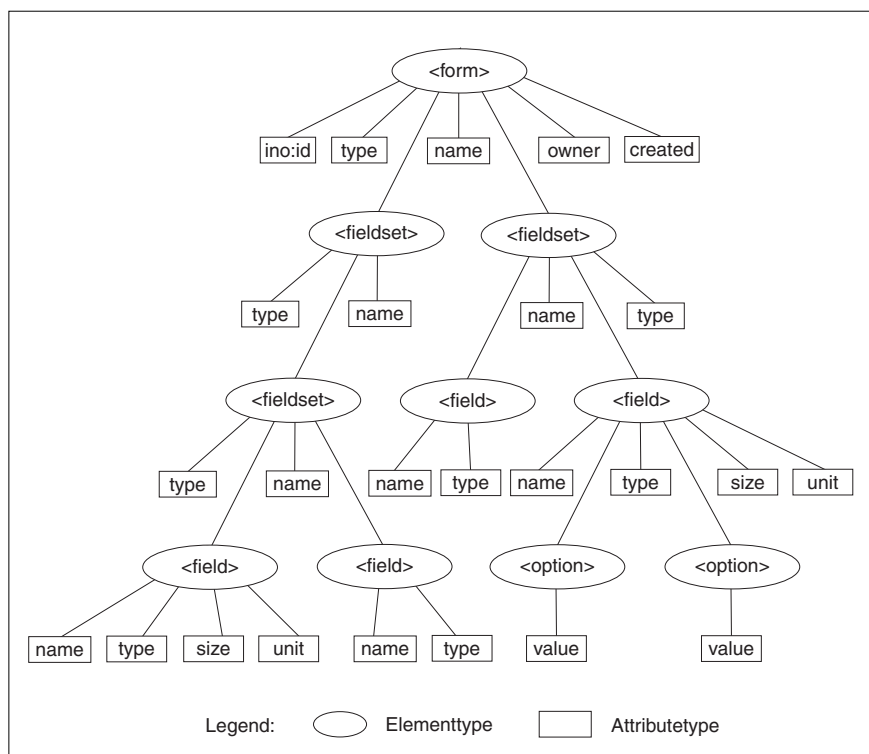 <form>
ino:id type name owner created
<fieldset> <fieldset>
type name name type
<fieldset> <field> <field>
type name name type name type size unit
<field> <field> <option> <option>
name type size unit name type value value
Legend: Elementtype Attributetype